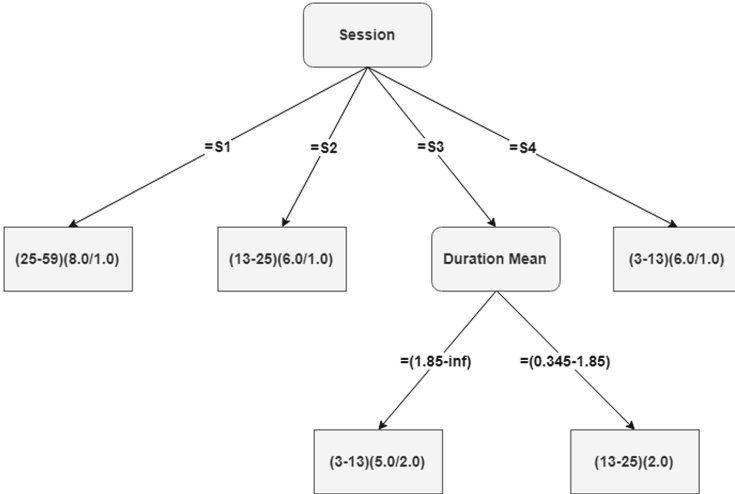 Session
=S1
=S2
=S3
=S4
(25-59)(8.0/1.0)
(13-25)(6.0/1.0)
Duration Mean
(3-13)(6.0/1.0)
=(1.85-inf)
=(0.345-1.85)
(3-13)(5.0/2.0)
(13-25)(2.0)